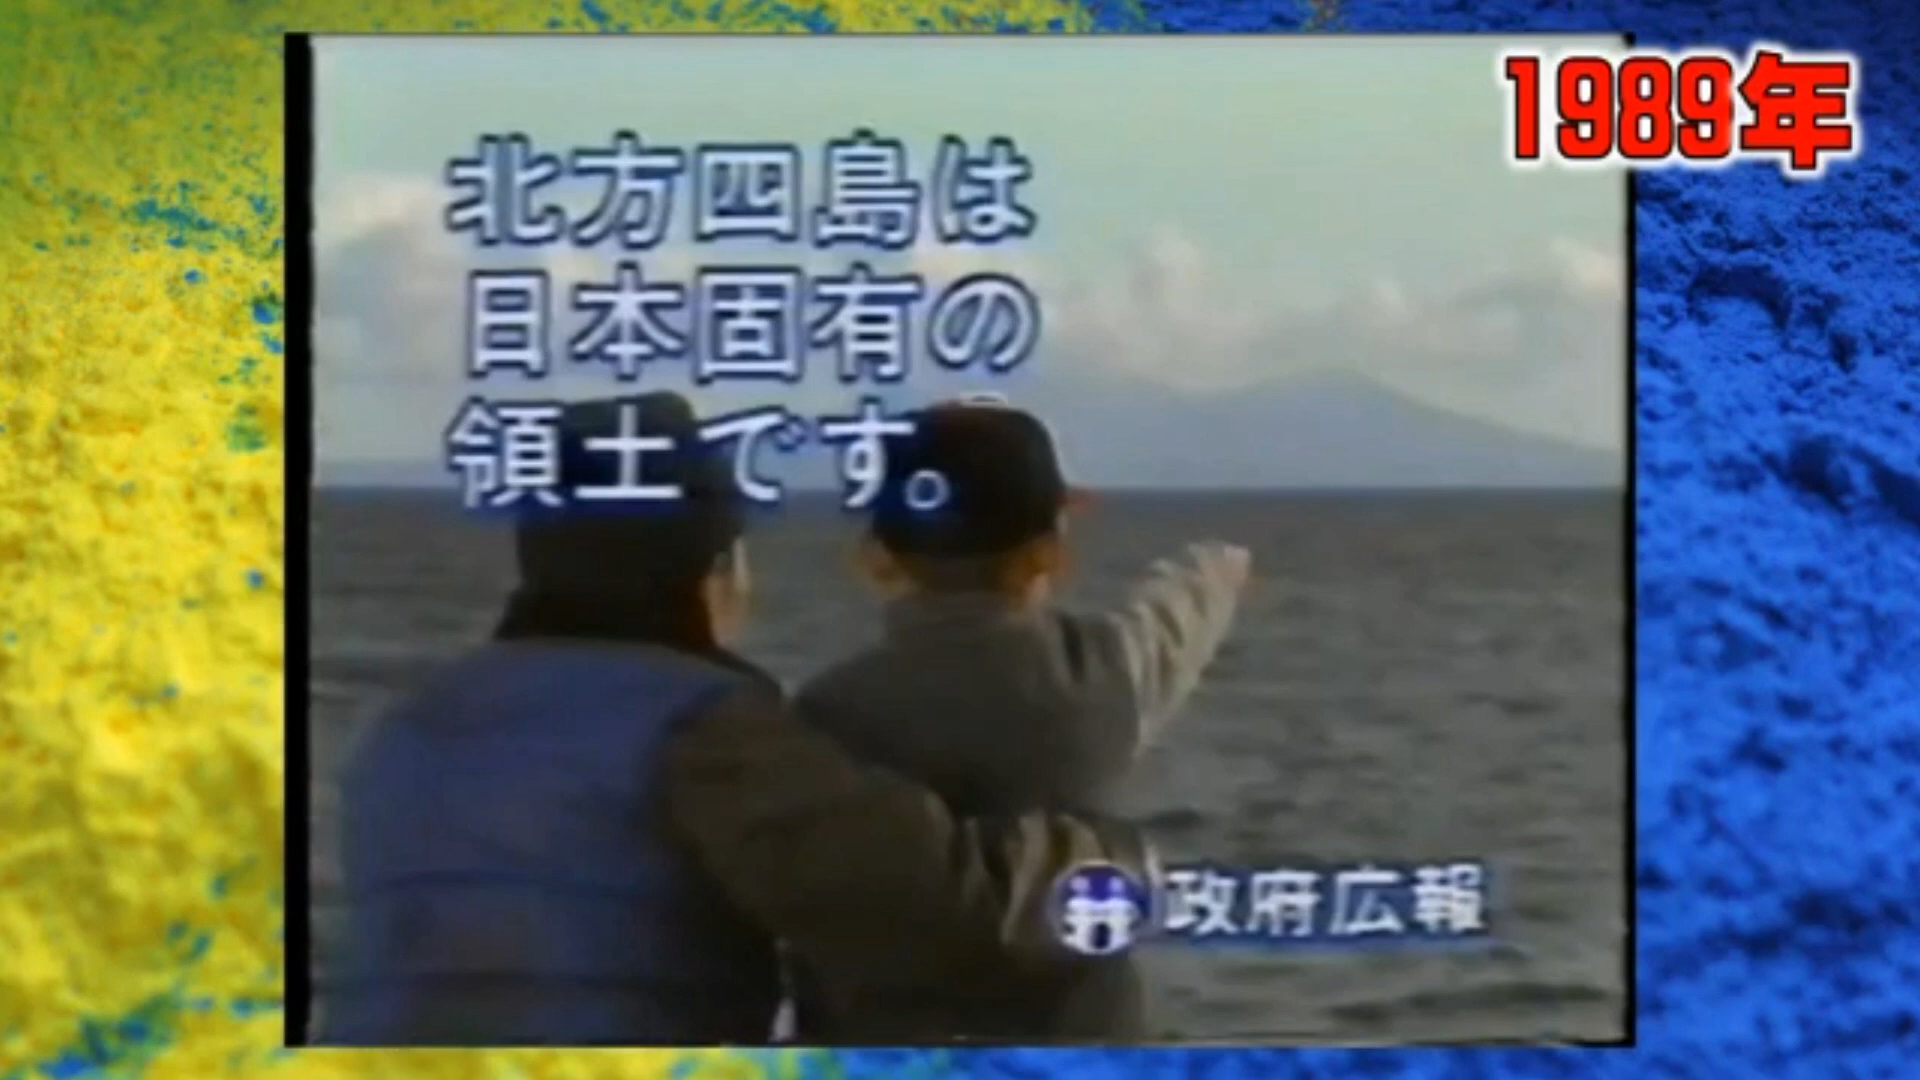 1989年
北方四島は
日本固有の
領土です。
政府広報